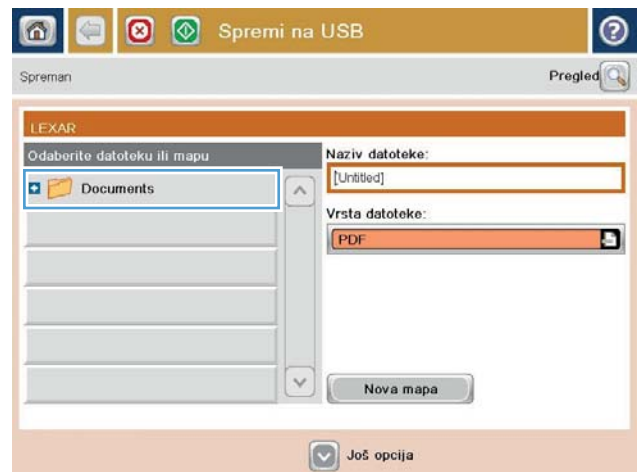 Spremi na USB
Spreman
Pregled
LEXAR
Odaberite datoteku ili mapu
Documents
Naziv datoteke:
[Untitled]
Vrsta datoteke:
PDF
Nova mapa
Još opcija